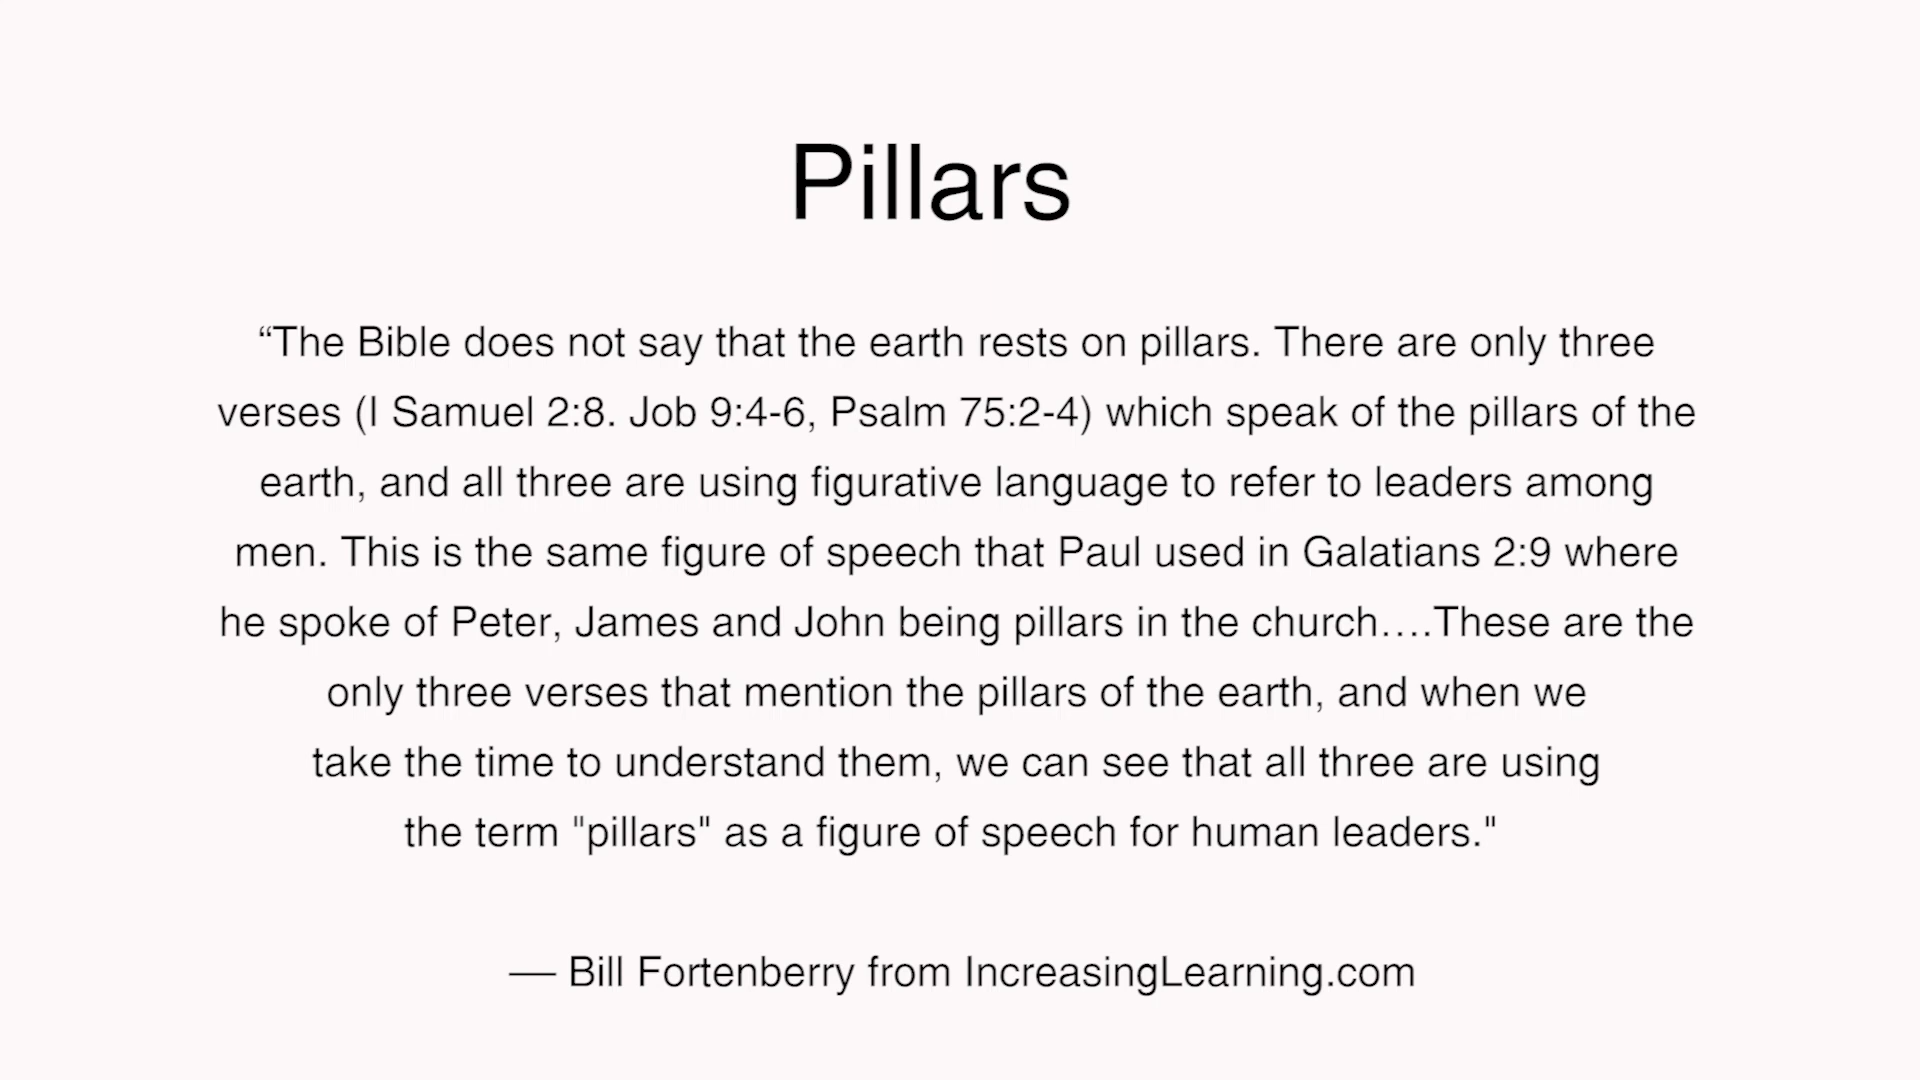 Pillars
“The Bible does not say that the earth rests on pillars. There are only three
verses (I Samuel 2:8. Job 9:4-6, Psalm 75:2-4) which speak of the pillars of the
earth, and all three are using figurative language to refer to leaders among
men. This is the same figure of speech that Paul used in Galatians 2:9 where
he spoke of Peter, James and John being pillars in the church….These are the
only three verses that mention the pillars of the earth, and when we
take the time to understand them, we can see that all three are using
the term "pillars" as a figure of speech for human leaders."
— Bill Fortenberry from IncreasingLearning.com